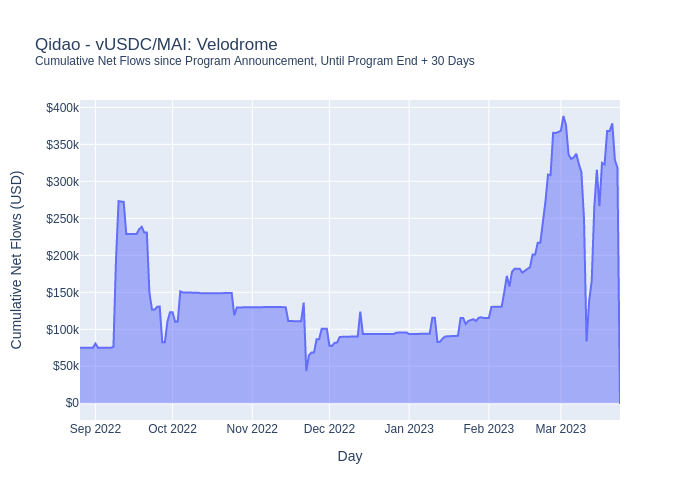 Qidao - vUSDC/MAI: Velodrome
Cumulative Net Flows since Program Announcement, Until Program End + 30 Days
Cumulative Net Flows (USD)
$400k
$350k
$300k
$250k
$200k
$150k
$100k
$50k
$0
Sep 2022
Oct 2022
Nov 2022
Dec 2022
Jan 2023
Feb 2023
Mar 2023
Day